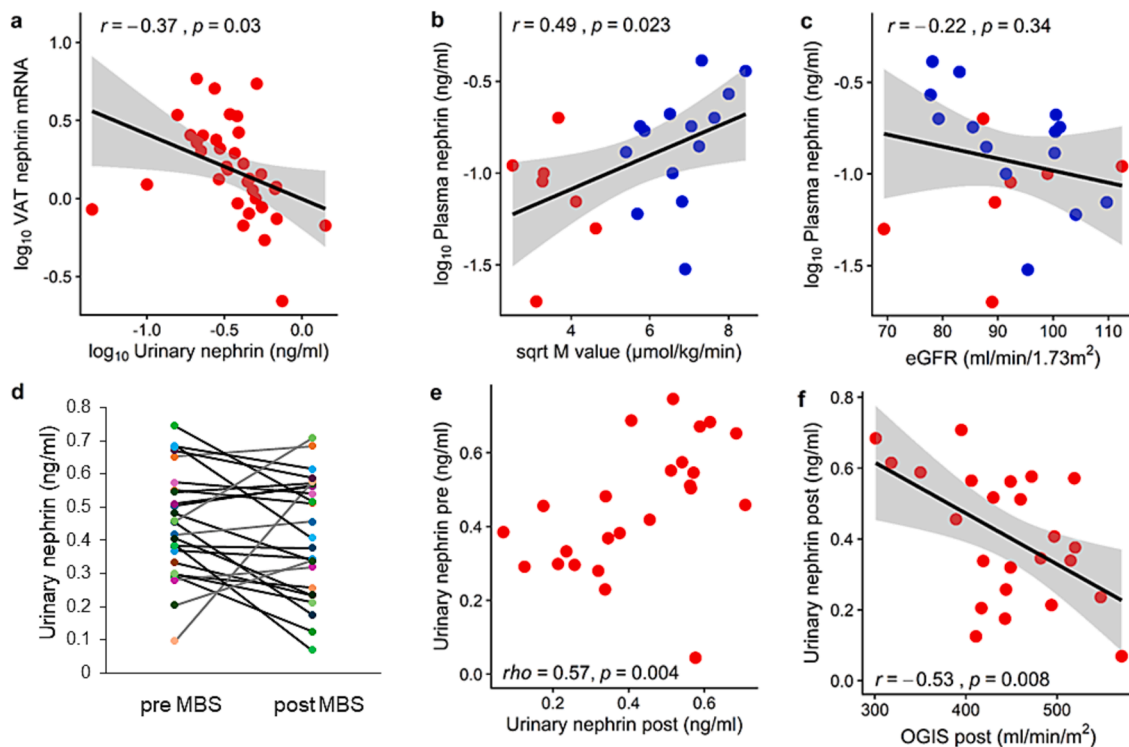 a
r = −0.37 , p = 0.03
log10 VAT nephrin mRNA
1.0
0.5
0.0
-0.5
-1.0
-0.5
0.0
log10 Urinary nephrin (ng/ml)
b
r = 0.49 , p = 0.023
log10 Plasma nephrin (ng/ml)
-0.5
-1.0
-1.5
4
6
8
sqrt M value (μmol/kg/min)
c
r = −0.22 , p = 0.34
log10 Plasma nephrin (ng/ml)
-0.5
-1.0
-1.5
70
80
90
100
110
eGFR (ml/min/1.73m²)
d
Urinary nephin (ng/ml)
0.8
0.7
0.6
0.5
0.4
0.3
0.2
0.1
0
pre MBS
post MBS
e
Urinary nephrin pre (ng/ml)
0.8
0.6
0.4
0.2
0.0
rho = 0.57, p = 0.004
0.2
0.4
0.6
Urinary nephrin post (ng/ml)
f
Urinary nephrin post (ng/ml)
0.8
0.6
0.4
0.2
0.0
r = −0.53 , p = 0.008
300
400
500
OGIS post (ml/min/m²)